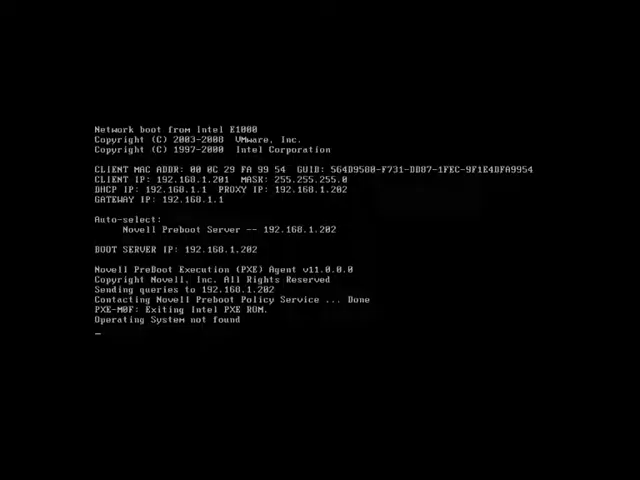 Network boot from Intel E1000
Copyright (C) 2003-2008  VMware, Inc.
Copyright (C) 1997-2000  Intel Corporation
CLIENT MAC ADDR: 00 0C 29 FA 99 54  GUID: 564D9580-F731-DD87-1FEC-9F1E4DFA9954
CLIENT IP: 192.168.1.201  MASK: 255.255.255.0
DHCP IP: 192.168.1.1  PROXY IP: 192.168.1.202
GATEWAY IP: 192.168.1.1
Auto-select:
Novell Preboot Server -- 192.168.1.202
BOOT SERVER IP: 192.168.1.202
Novell PreBoot Execution (PXE) Agent v11.0.0.0
Copyright Novell, Inc. All Rights Reserved
Sending queries to 192.168.1.202
Contacting Novell Preboot Policy Service ... Done
PXE-M0F: Exiting Intel PXE ROM.
Operating System not found
_